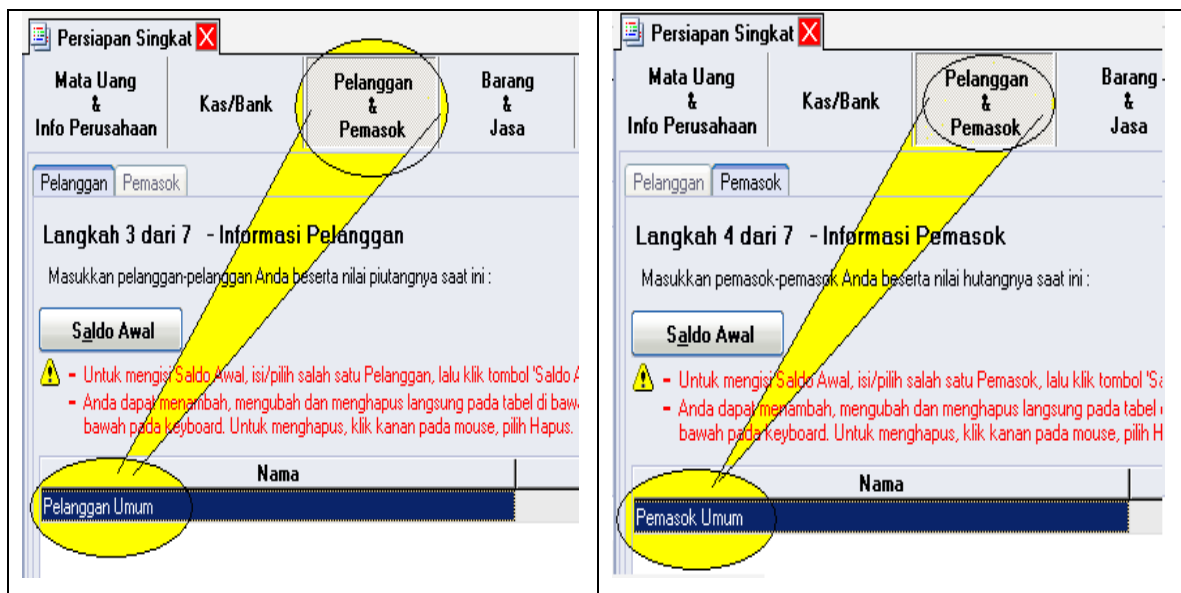 Persiapan Singkat
Mata Uang
&
Info Perusahaan
Kas/Bank
Pelanggan
&
Pemasok
Barang
&
Jasa
Pelanggan Pemasok
Langkah 3 dari 7 - Informasi Pelanggan
Masukkan pelanggan-pelanggan Anda beserta nilai piutangnya saat ini :
Saldo Awal
- Untuk mengisi Saldo Awal, isi/pilih salah satu Pelanggan, lalu klik tombol 'Saldo A
- Anda dapat menambah, mengubah dan menghapus langsung pada tabel di baw
bawah pada keyboard. Untuk menghapus, klik kanan pada mouse, pilih Hapus.
Nama
Pelanggan Umum
Persiapan Singkat
Mata Uang
&
Info Perusahaan
Kas/Bank
Pelanggan
&
Pemasok
Barang
&
Jasa
Pelanggan Pemasok
Langkah 4 dari 7 - Informasi Pemasok
Masukkan pemasok-pemasok Anda beserta nilai hutangnya saat ini :
Saldo Awal
- Untuk mengisi Saldo Awal, isi/pilih salah satu Pemasok, lalu klik tombol 'Sa
- Anda dapat menambah, mengubah dan menghapus langsung pada tabel
bawah pada keyboard. Untuk menghapus, klik kanan pada mouse, pilih H
Nama
Pemasok Umum